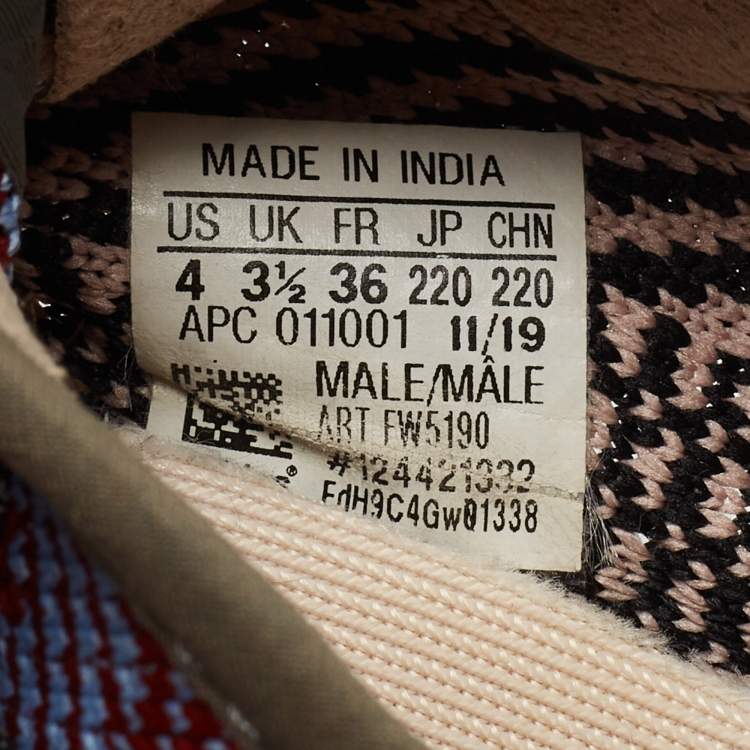 MADE IN INDIA
US UK FR JP CHN
4 3½ 36 220 220
APC 011001 11/19
MALE/MÂLE
ART FW5190
#124421332
EdH9C4Gw01338